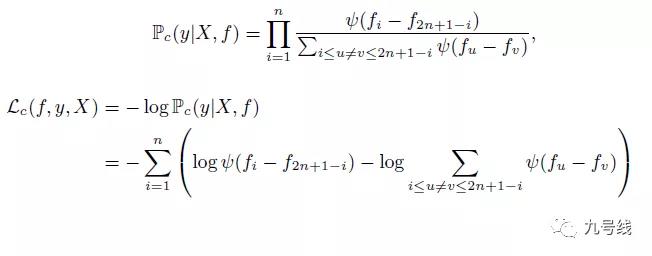 ℙ_c(y|X, f) = ∏_{i=1}^{n} ψ(f_i − f_{2n+1−i}) / ∑_{i≤u≠v≤2n+1−i} ψ(f_u − f_v),
ℒ_c(f, y, X) = − log ℙ_c(y|X, f)
= − ∑_{i=1}^{n} ( log ψ(f_i − f_{2n+1−i}) − log ∑_{i≤u≠v≤2n+1−i} ψ(f_u − f_v) )
九号线